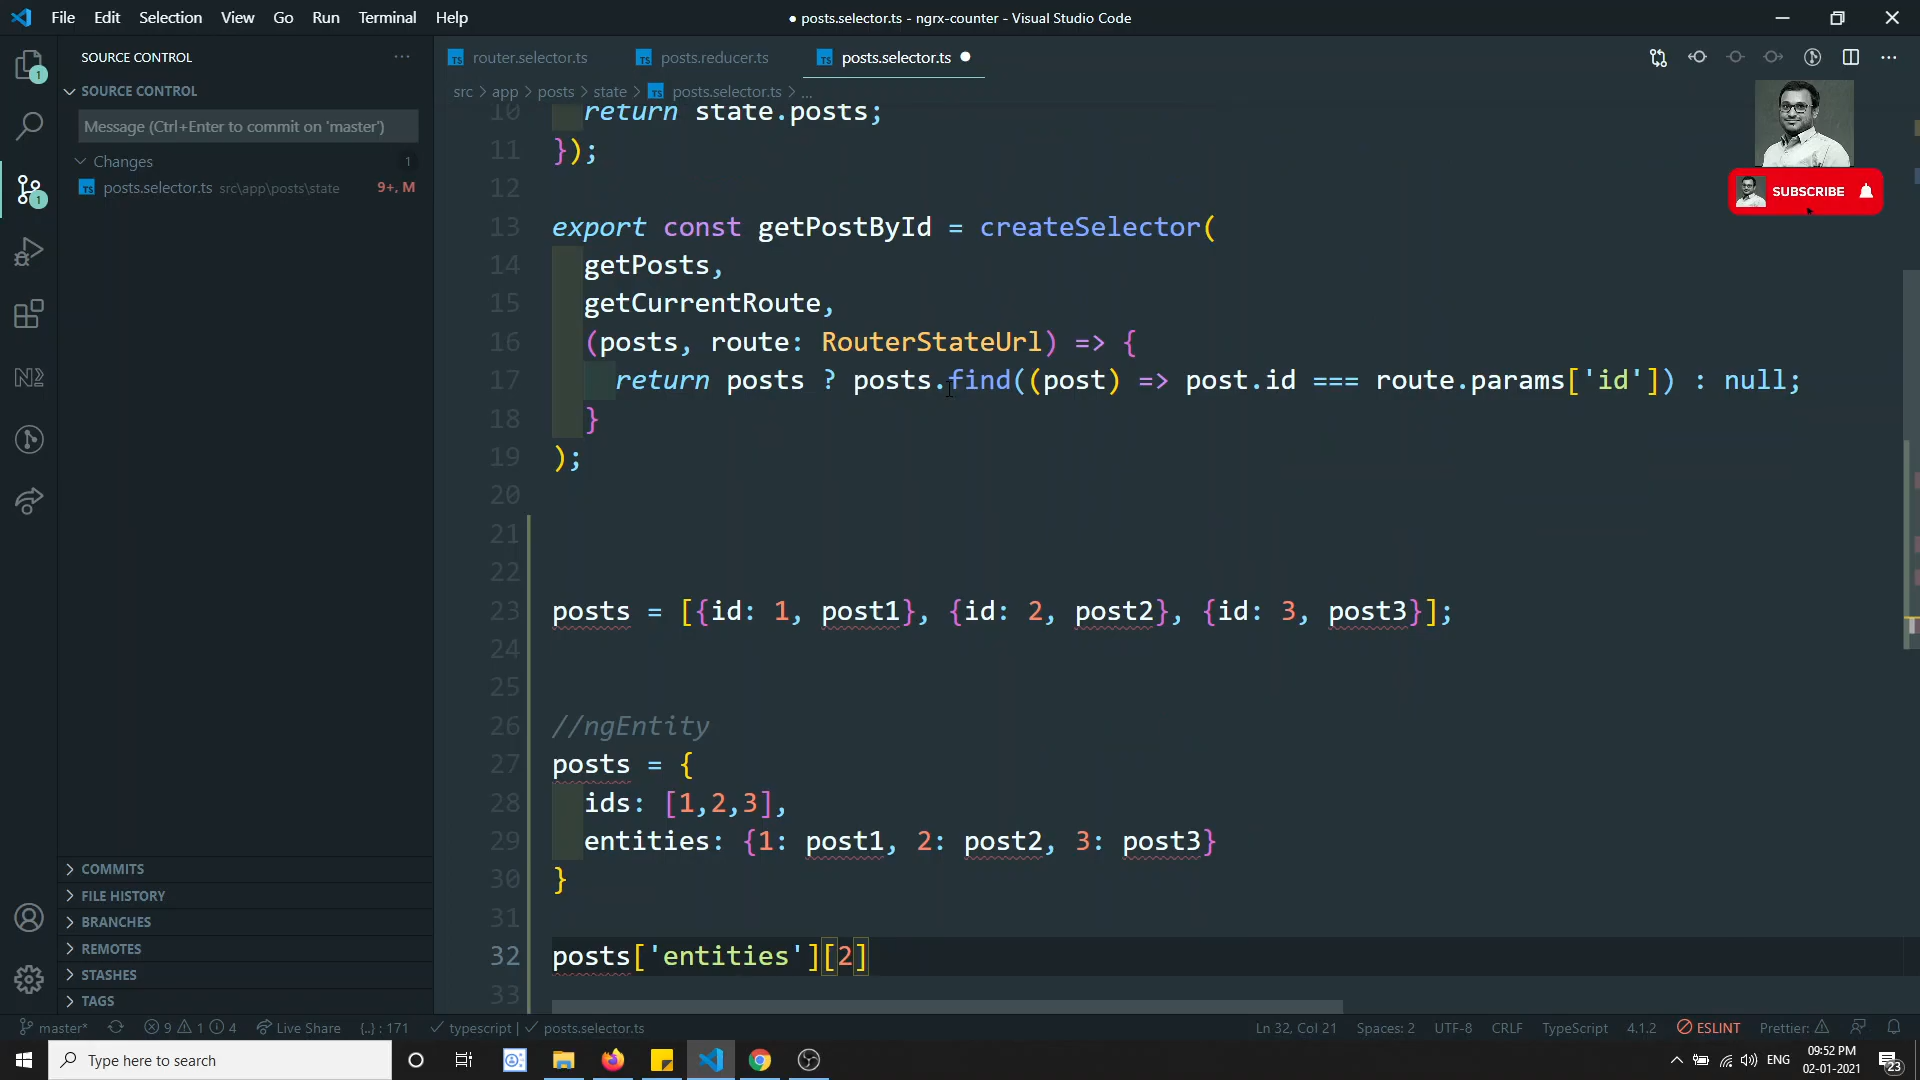 File Edit Selection View Go Run Terminal Help
● posts.selector.ts - ngrx-counter - Visual Studio Code
SOURCE CONTROL
SOURCE CONTROL
Message (Ctrl+Enter to commit on 'master')
Changes 1
TS posts.selector.ts src\app\posts\state 9+, M
COMMITS
FILE HISTORY
BRANCHES
REMOTES
STASHES
TAGS
TS router.selector.ts TS posts.reducer.ts TS posts.selector.ts
src > app > posts > state > TS posts.selector.ts > ...
SUBSCRIBE
10 return state.posts;
11 });
12
13 export const getPostById = createSelector(
14 getPosts,
15 getCurrentRoute,
16 (posts, route: RouterStateUrl) => {
17 return posts ? posts.find((post) => post.id === route.params['id']) : null;
18 }
19 );
20
21
22
23 posts = [{id: 1, post1}, {id: 2, post2}, {id: 3, post3}];
24
25
26 //ngEntity
27 posts = {
28 ids: [1,2,3],
29 entities: {1: post1, 2: post2, 3: post3}
30 }
31
32 posts['entities'][2]
33
master* 9 1 4 Live Share {..} : 171 typescript | posts.selector.ts Ln 32, Col 21 Spaces: 2 UTF-8 CRLF TypeScript 4.1.2 ESLINT Prettier:
Type here to search
ENG
09:52 PM
02-01-2021
23